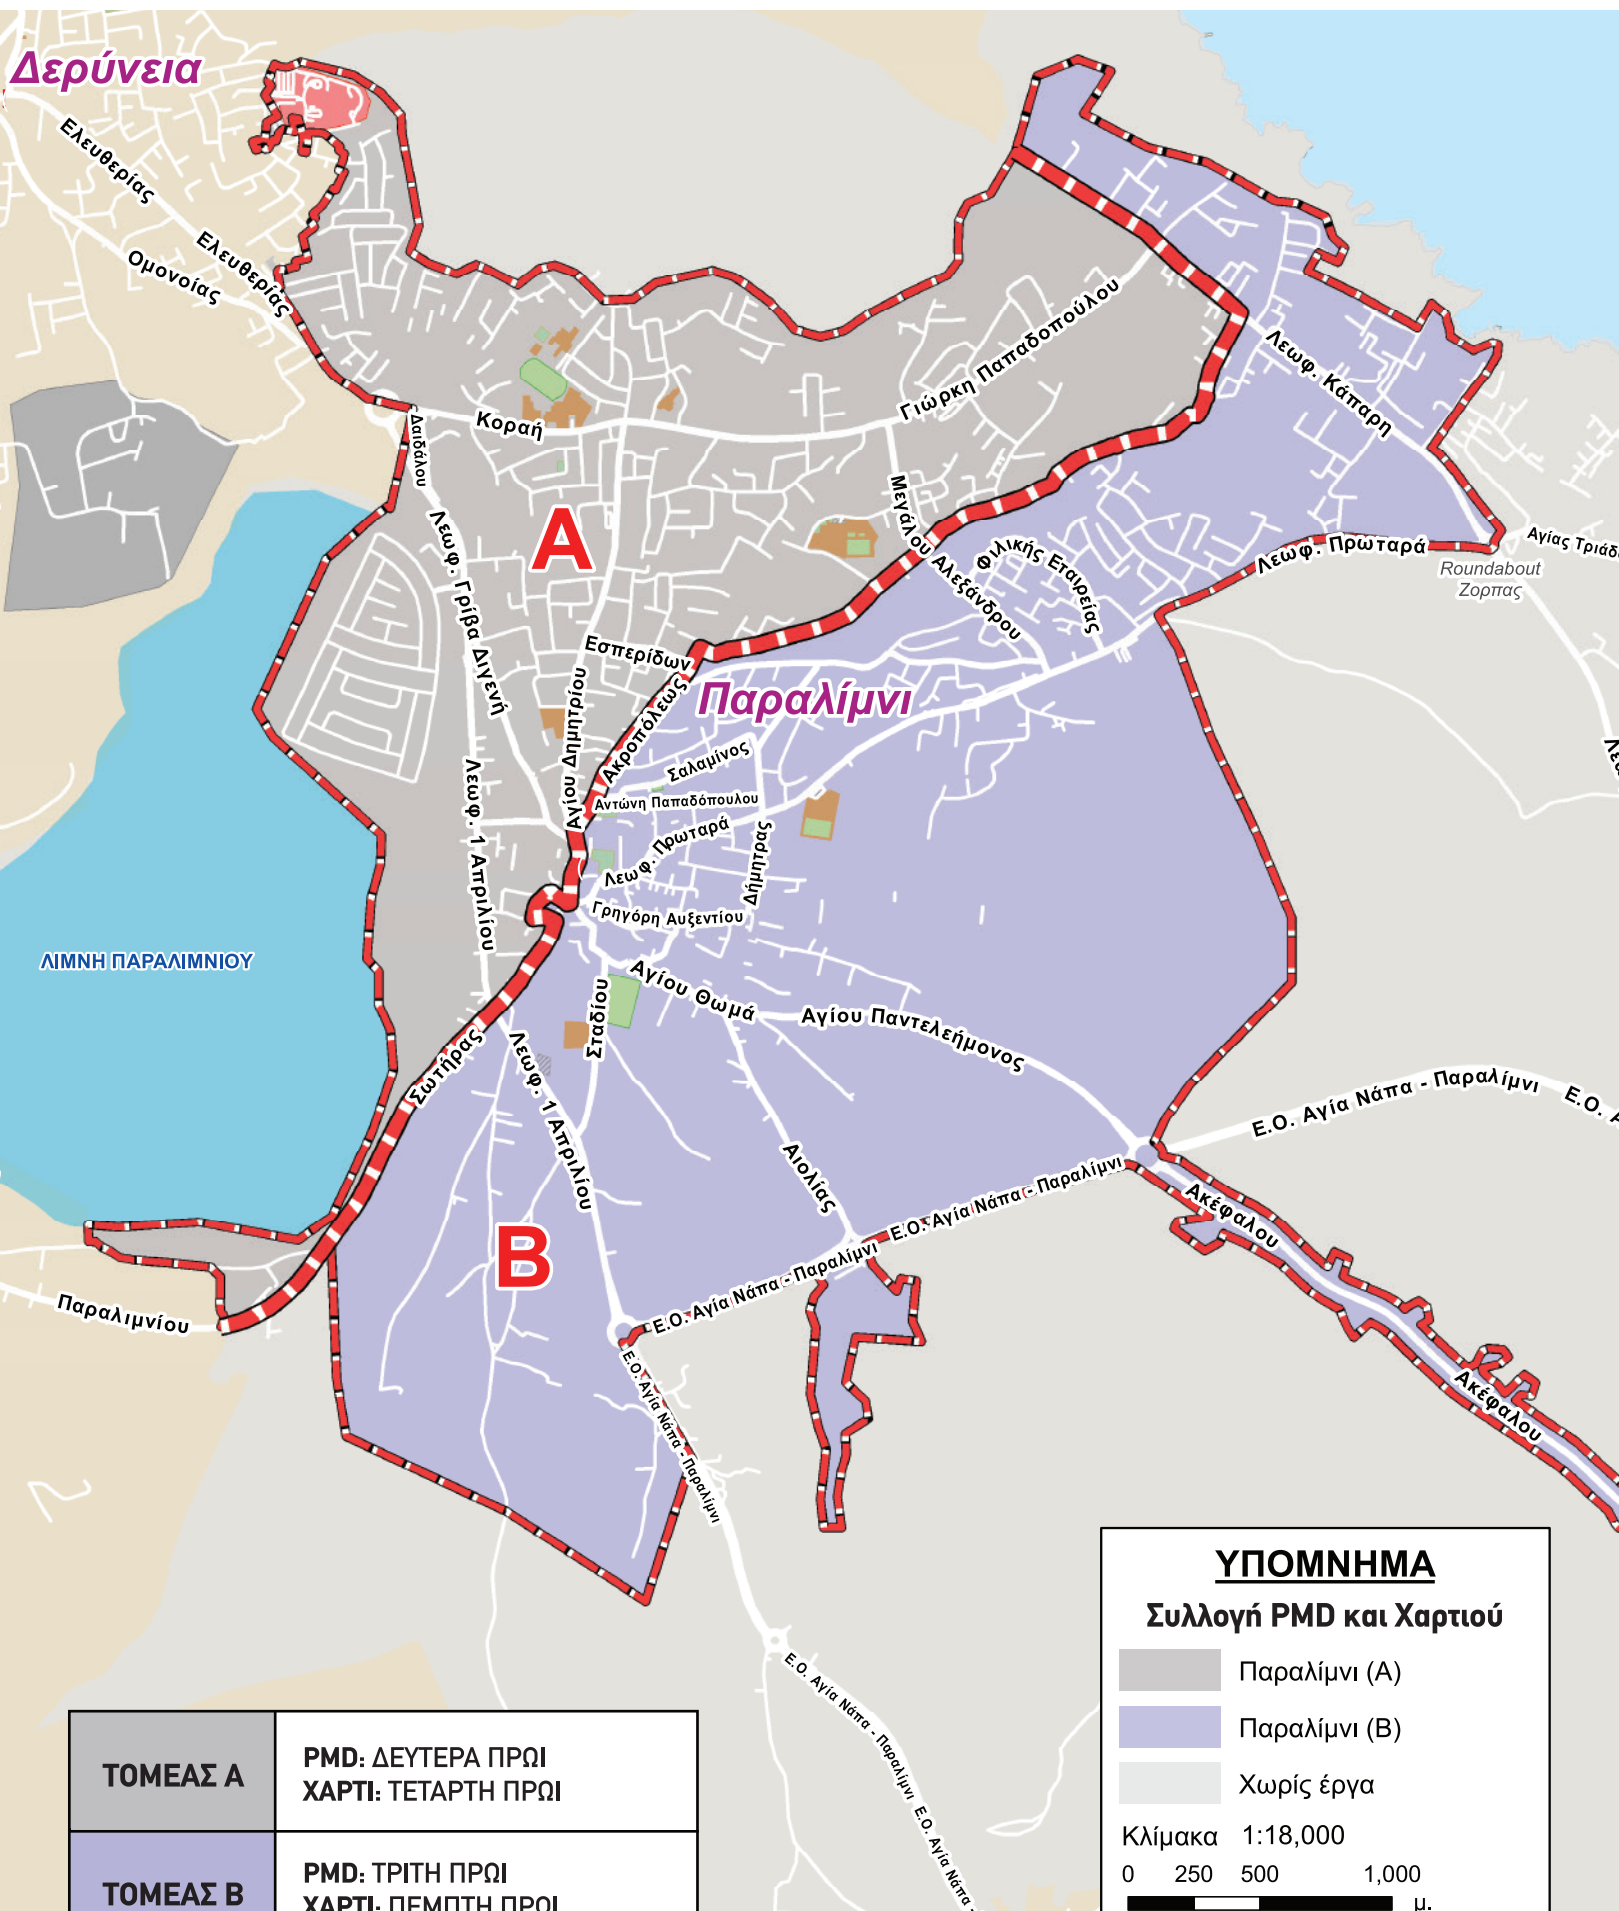 Δερύνεια
Ελευθερίας
Ελευθερίας
Ομονοίας
Λεωφ. Κάπαρη
Γιώρκη Παπαδοπούλου
Κοραή
Δαιδάλου
Λεωφ. Γρίβα Διγενή
Α
Μεγάλου Αλεξάνδρου
Φιλικής Εταιρείας
Λεωφ. Πρωταρά
Αγίας Τριάδ
Roundabout
Ζορπας
Εσπερίδων
Παραλίμνι
Αγίου Δημητρίου
Ακροπόλεως
Σαλαμίνος
Αντώνη Παπαδόπουλου
Λεωφ. Πρωταρά
Δήμητρας
Λεωφ. 1 Απριλίου
Γρηγόρη Αυξεντίου
ΛΙΜΝΗ ΠΑΡΑΛΙΜΝΙΟΥ
Αγίου Θωμά
Αγίου Παντελεήμονος
Σταδίου
Σωτήρας
Λεωφ. 1 Απριλίου
Ε.Ο. Αγία Νάπα - Παραλίμνι
Ε.Ο. Α
Αιολίας
Ε.Ο. Αγία Νάπα - Παραλίμνι
Ε.Ο. Αγία Νάπα - Παραλίμνι
Ακέφαλου
Β
Παραλιμνίου
Ε.Ο. Αγία Νάπα - Παραλίμνι
Ακέφαλου
Ε.Ο. Αγία Νάπα - Παραλίμνι
Ε.Ο. Αγία Νάπα -
ΥΠΟΜΝΗΜΑ
Συλλογή PMD και Χαρτιού
Παραλίμνι (Α)
Παραλίμνι (Β)
Χωρίς έργα
Κλίμακα 1:18,000
0 250 500 1,000
μ.
ΤΟΜΕΑΣ Α
PMD: ΔΕΥΤΕΡΑ ΠΡΩΙ
ΧΑΡΤΙ: ΤΕΤΑΡΤΗ ΠΡΩΙ
ΤΟΜΕΑΣ Β
PMD: ΤΡΙΤΗ ΠΡΩΙ
ΧΑΡΤΙ: ΠΕΜΠΤΗ ΠΡΩΙ